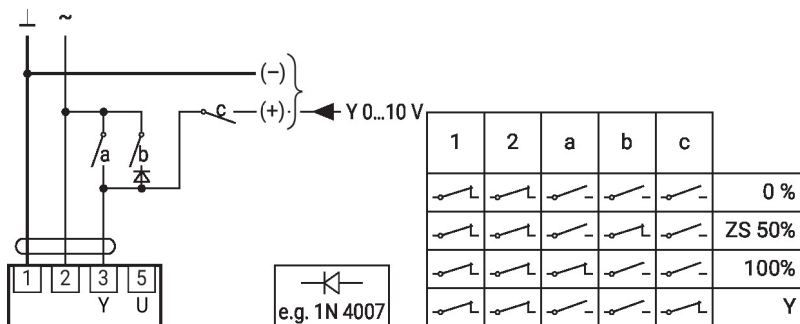 ⊥ ~
(–)
c (+) Y 0...10 V
a b
1 2 3 5
Y U
e.g. 1N 4007
1 2 a b c
0 %
ZS 50%
100%
Y